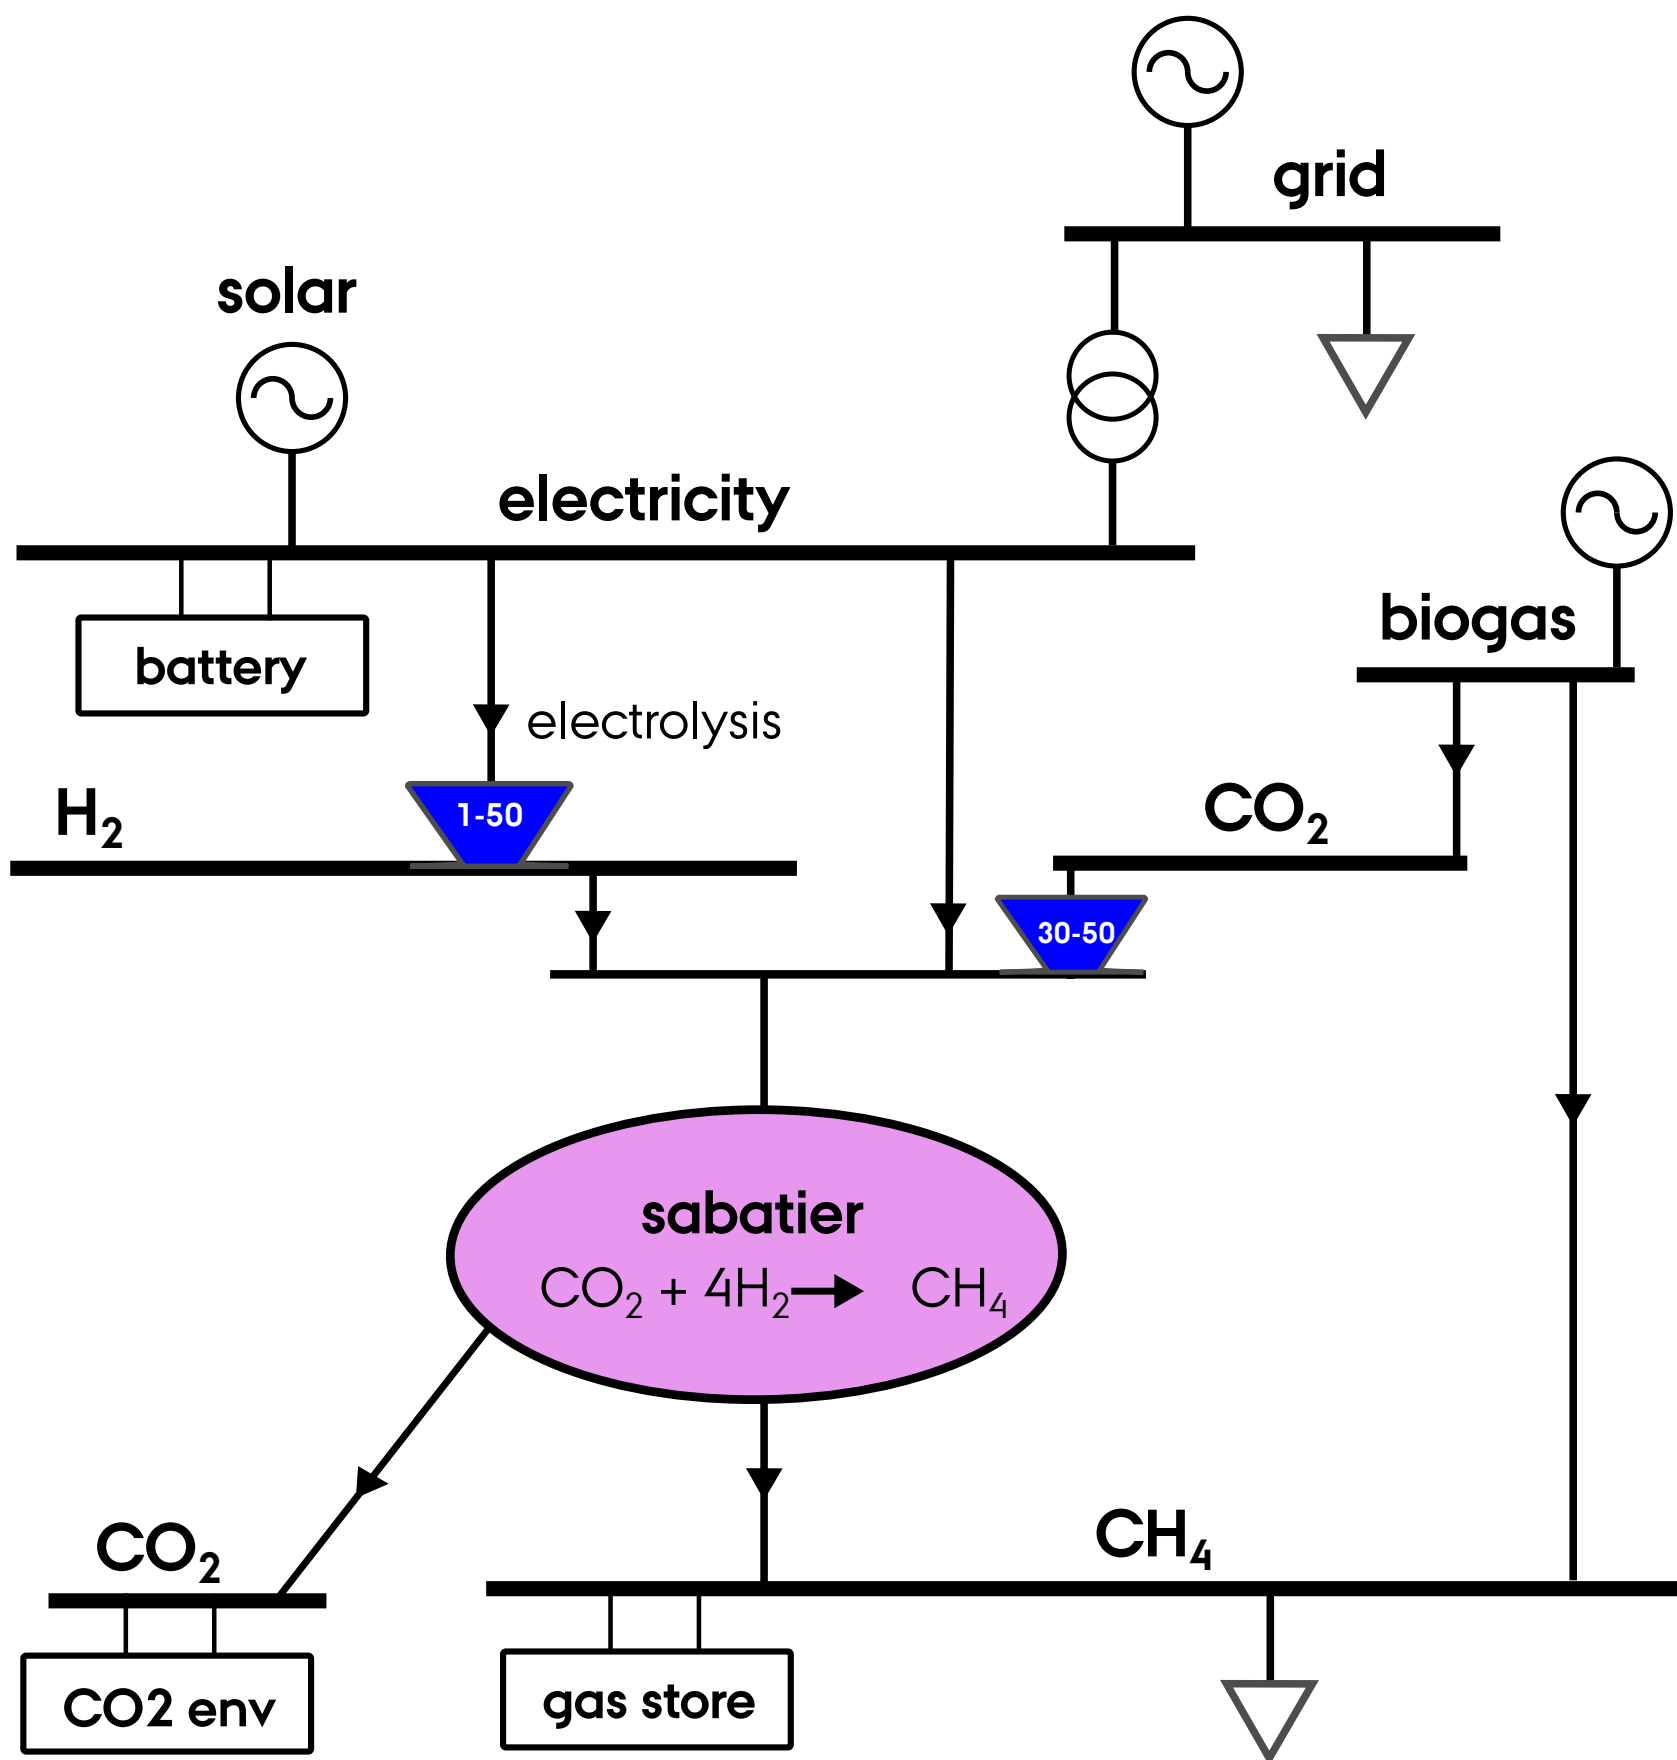 grid
solar
electricity
biogas
battery
electrolysis
H₂
1-50
CO₂
30-50
sabatier
CO₂ + 4H₂ → CH₄
CO₂
CH₄
CO2 env
gas store